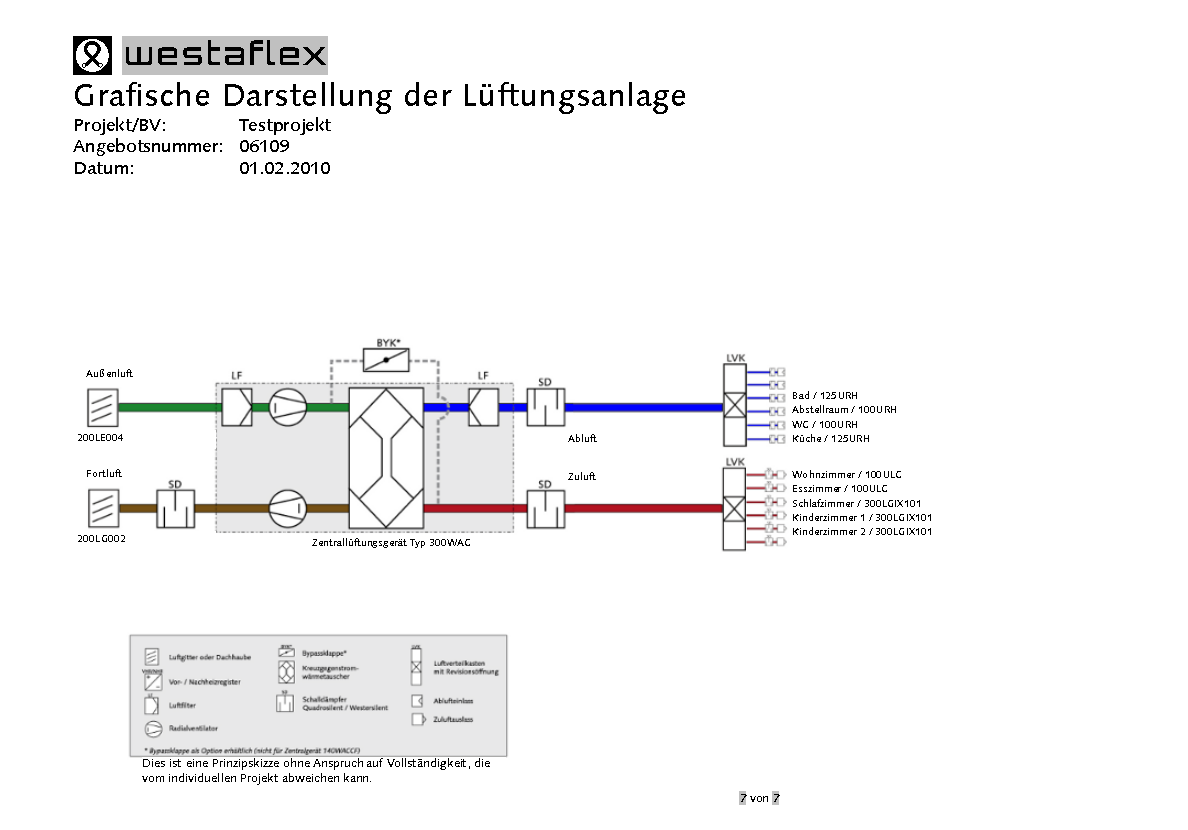 westaflex
Grafische Darstellung der Lüftungsanlage
Projekt/BV: Testprojekt
Angebotsnummer: 06109
Datum: 01.02.2010
BYK*
Außenluft
LF
LF
SD
LVK
200LE004
Abluft
Bad / 125URH
Abstellraum / 100URH
WC / 100URH
Küche / 125URH
Fortluft
SD
SD
Zuluft
LVK
200LG002
Zentrallüftungsgerät Typ 300WAC
Wohnzimmer / 100ULC
Esszimmer / 100ULC
Schlafzimmer / 300LGIX101
Kinderzimmer 1 / 300LGIX101
Kinderzimmer 2 / 300LGIX101
Luftgitter oder Dachhaube
Vor- / Nachheizregister
LF
Luftfilter
Radialventilator
BYK*
Bypassklappe*
Kreuzgegenstrom-
wärmetauscher
SD
Schalldämpfer
Quadrosilent / Westersilent
LVK
Luftverteilkasten
mit Revisionsöffnung
Ablufteinlass
Zuluftauslass
* Bypassklappe als Option erhältlich (nicht für Zentralgerät 140WACCF)
Dies ist eine Prinzipskizze ohne Anspruch auf Vollständigkeit, die
vom individuellen Projekt abweichen kann.
7 von 7